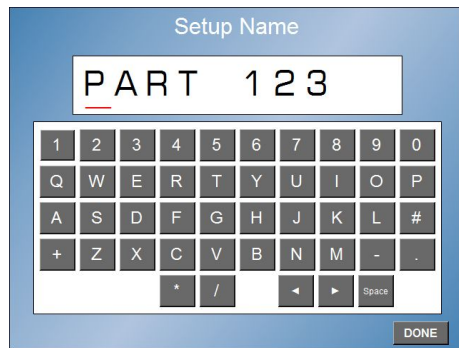 Setup Name
PART 123
1 2 3 4 5 6 7 8 9 0
Q W E R T Y U I O P
A S D F G H J K L #
+ Z X C V B N M - .
* / ◄ ► Space
DONE